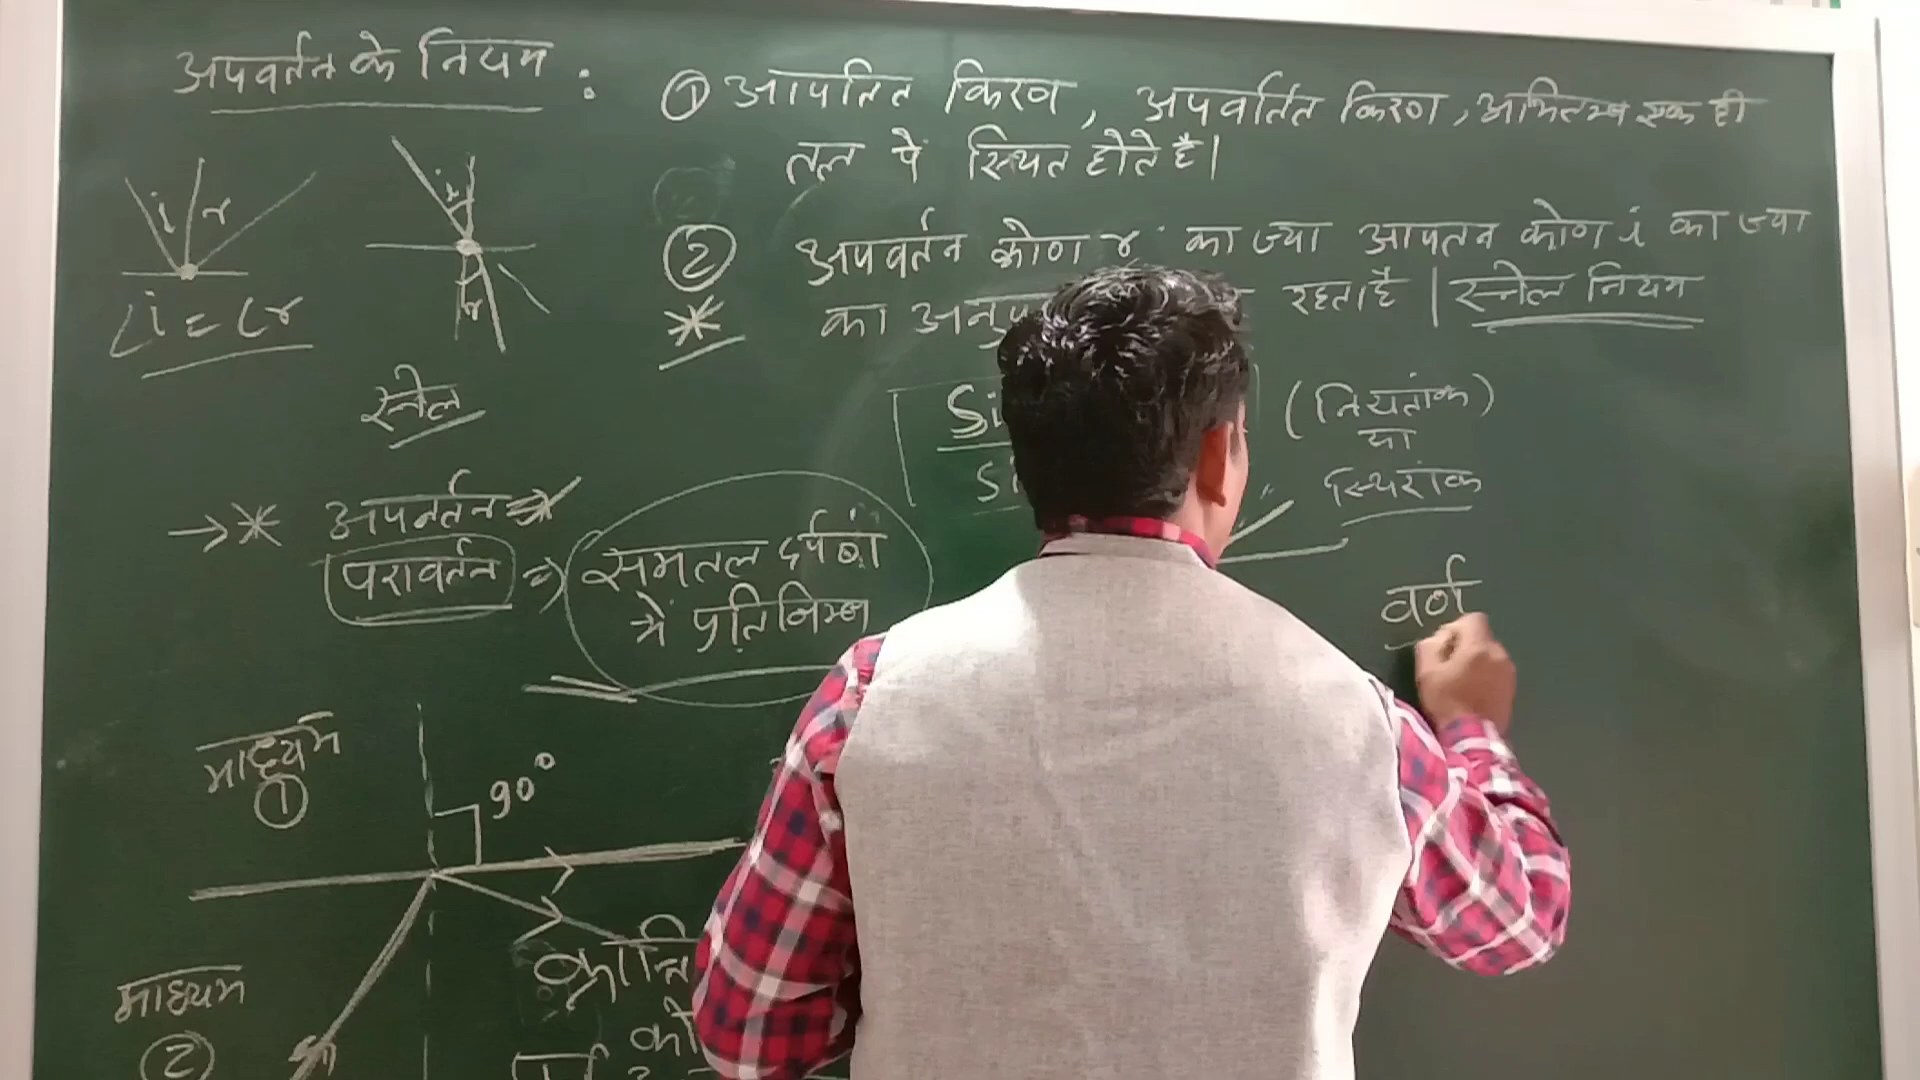 अपवर्तन के नियम :
① आपतित किरण, अपवर्तित किरण, अभिलम्ब एक ही
तल पे स्थित होते है।
② अपवर्तन कोण r का ज्या आपतन कोण i का ज्या
का रहता है | स्नेल नियम
i r
∠i = ∠r
i
r
स्नेल
(नियतांक)
या
स्थिरांक
→ * अपवर्तन
परावर्तन ⇒ समतल दर्पणों
में प्रतिबिम्ब
वर्ण
माध्यम
①
90°
माध्यम
②